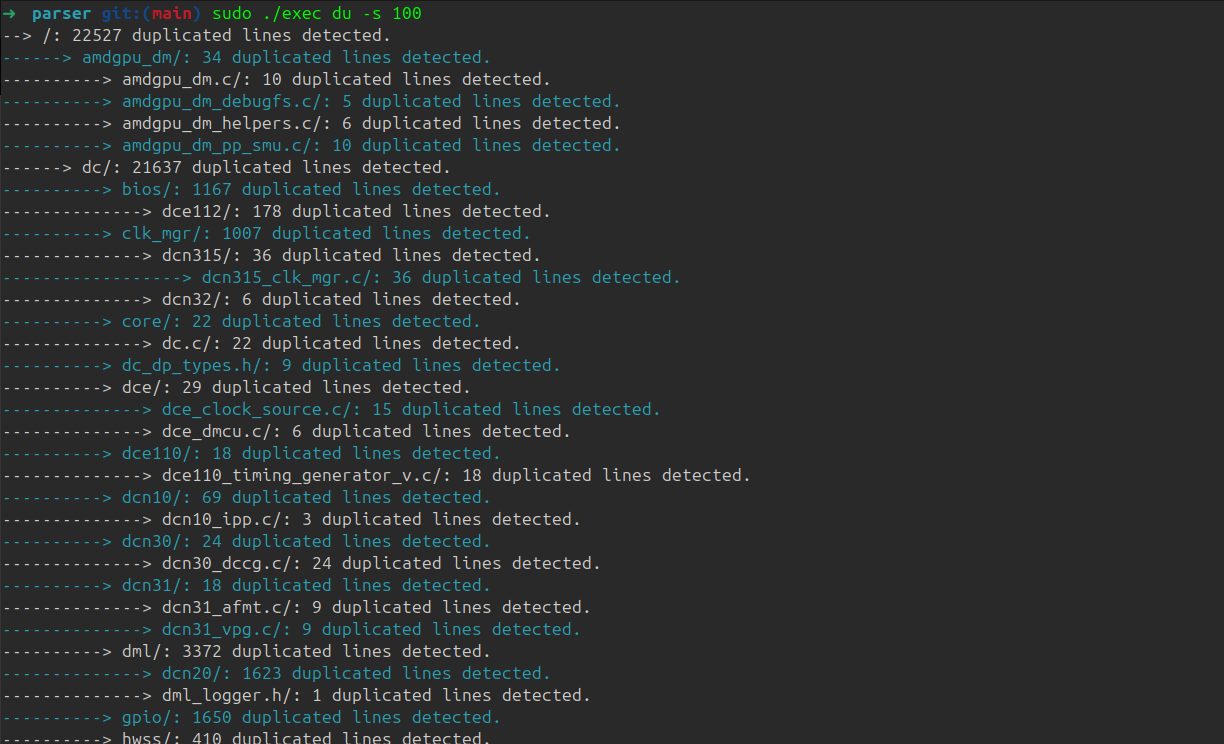 → parser git:(main) sudo ./exec du -s 100
--> /: 22527 duplicated lines detected.
------> amdgpu_dm/: 34 duplicated lines detected.
----------> amdgpu_dm.c/: 10 duplicated lines detected.
----------> amdgpu_dm_debugfs.c/: 5 duplicated lines detected.
----------> amdgpu_dm_helpers.c/: 6 duplicated lines detected.
----------> amdgpu_dm_pp_smu.c/: 10 duplicated lines detected.
------> dc/: 21637 duplicated lines detected.
----------> bios/: 1167 duplicated lines detected.
--------------> dce112/: 178 duplicated lines detected.
----------> clk_mgr/: 1007 duplicated lines detected.
--------------> dcn315/: 36 duplicated lines detected.
------------------> dcn315_clk_mgr.c/: 36 duplicated lines detected.
--------------> dcn32/: 6 duplicated lines detected.
----------> core/: 22 duplicated lines detected.
--------------> dc.c/: 22 duplicated lines detected.
----------> dc_dp_types.h/: 9 duplicated lines detected.
----------> dce/: 29 duplicated lines detected.
--------------> dce_clock_source.c/: 15 duplicated lines detected.
--------------> dce_dmcu.c/: 6 duplicated lines detected.
----------> dce110/: 18 duplicated lines detected.
--------------> dce110_timing_generator_v.c/: 18 duplicated lines detected.
----------> dcn10/: 69 duplicated lines detected.
--------------> dcn10_ipp.c/: 3 duplicated lines detected.
----------> dcn30/: 24 duplicated lines detected.
--------------> dcn30_dccg.c/: 24 duplicated lines detected.
----------> dcn31/: 18 duplicated lines detected.
--------------> dcn31_afmt.c/: 9 duplicated lines detected.
--------------> dcn31_vpg.c/: 9 duplicated lines detected.
----------> dml/: 3372 duplicated lines detected.
--------------> dcn20/: 1623 duplicated lines detected.
--------------> dml_logger.h/: 1 duplicated lines detected.
----------> gpio/: 1650 duplicated lines detected.
----------> hwss/: 410 duplicated lines detected.